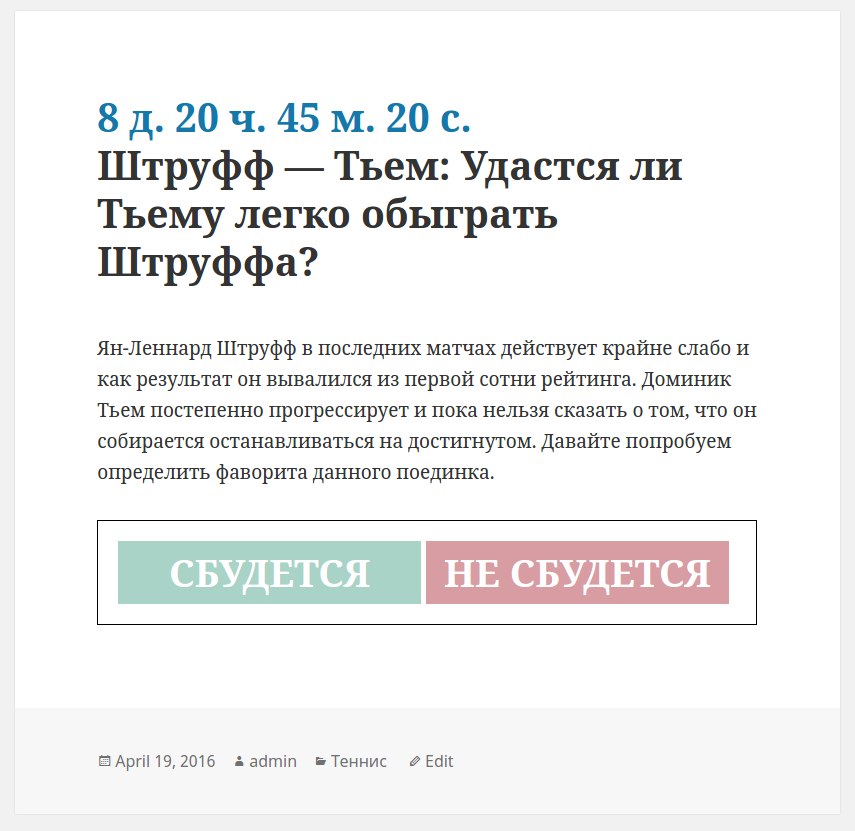 8 д. 20 ч. 45 м. 20 с.
Штруфф — Тьем: Удастся ли
Тьему легко обыграть
Штруффа?
Ян-Леннард Штруфф в последних матчах действует крайне слабо и
как результат он вывалился из первой сотни рейтинга. Доминик
Тьем постепенно прогрессирует и пока нельзя сказать о том, что он
собирается останавливаться на достигнутом. Давайте попробуем
определить фаворита данного поединка.
СБУДЕТСЯ НЕ СБУДЕТСЯ
April 19, 2016 admin Теннис Edit